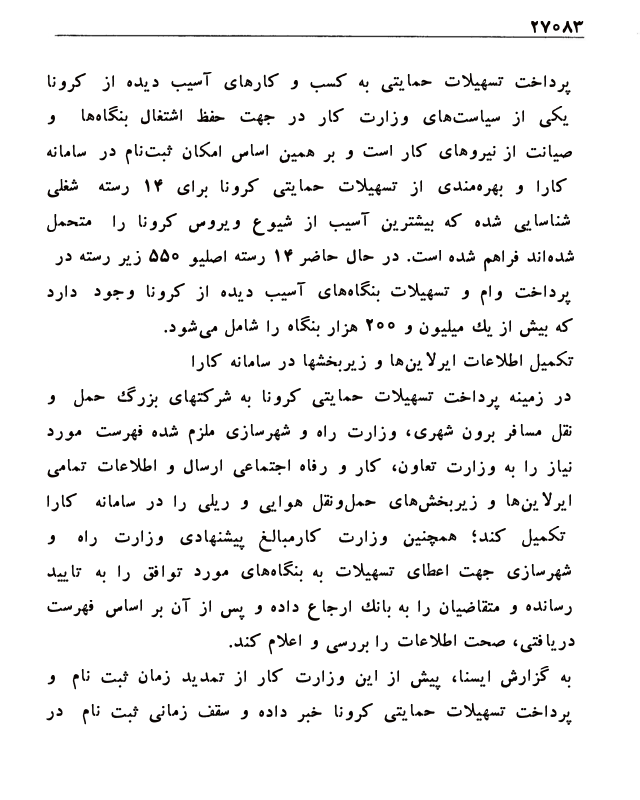 ۲۷۰۸۳
پرداخت تسهیلات حمایتی به کسب و کارهای آسیب دیده از کرونا
یکی از سیاست‌های وزارت کار در جهت حفظ اشتغال بنگاه‌ها و
صیانت از نیروهای کار است و بر همین اساس امکان ثبت‌نام در سامانه
کارا و بهره‌مندی از تسهیلات حمایتی کرونا برای ۱۴ رسته شغلی
شناسایی شده که بیشترین آسیب از شیوع ویروس کرونا را متحمل
شده‌اند فراهم شده است. در حال حاضر ۱۴ رسته اصلیو ۵۵۰ زیر رسته در
پرداخت وام و تسهیلات بنگاه‌های آسیب دیده از کرونا وجود دارد
که بیش از یك میلیون و ۲۰۰ هزار بنگاه را شامل می‌شود.
تکمیل اطلاعات ایرلاین‌ها و زیربخشها در سامانه کارا
در زمینه پرداخت تسهیلات حمایتی کرونا به شرکتهای بزرگ حمل و
نقل مسافر برون شهری، وزارت راه و شهرسازی ملزم شده فهرست مورد
نیاز را به وزارت تعاون، کار و رفاه اجتماعی ارسال و اطلاعات تمامی
ایرلاین‌ها و زیربخش‌های حمل‌ونقل هوایی و ریلی را در سامانه کارا
تکمیل کند؛ همچنین وزارت کارمبالغ پیشنهادی وزارت راه و
شهرسازی جهت اعطای تسهیلات به بنگاه‌های مورد توافق را به تایید
رسانده و متقاضیان را به بانك ارجاع داده و پس از آن بر اساس فهرست
دریافتی، صحت اطلاعات را بررسی و اعلام کند.
به گزارش ایسنا، پیش از این وزارت کار از تمدید زمان ثبت نام و
پرداخت تسهیلات حمایتی کرونا خبر داده و سقف زمانی ثبت نام در